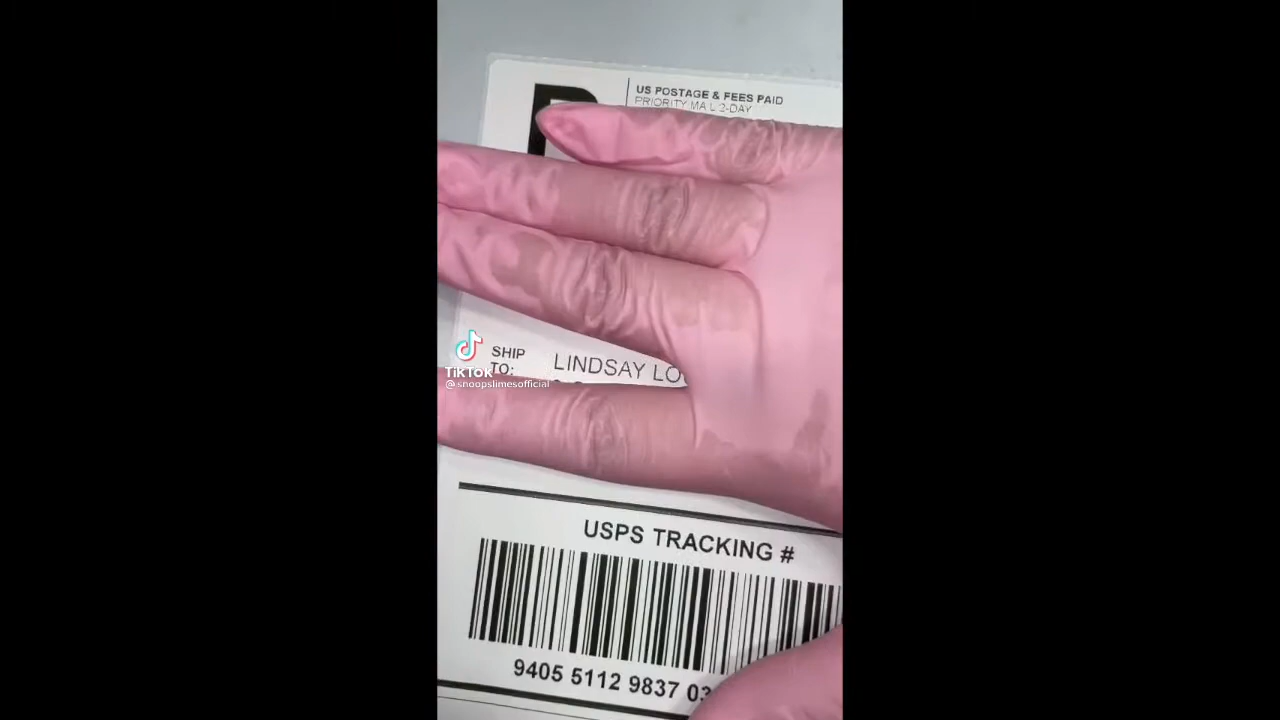 US POSTAGE & FEES PAID
PRIORITY MAIL 2-DAY
SHIP
TO:
LINDSAY
TikTok
@snoopslimesofficial
USPS TRACKING #
9405 5112 9837 03